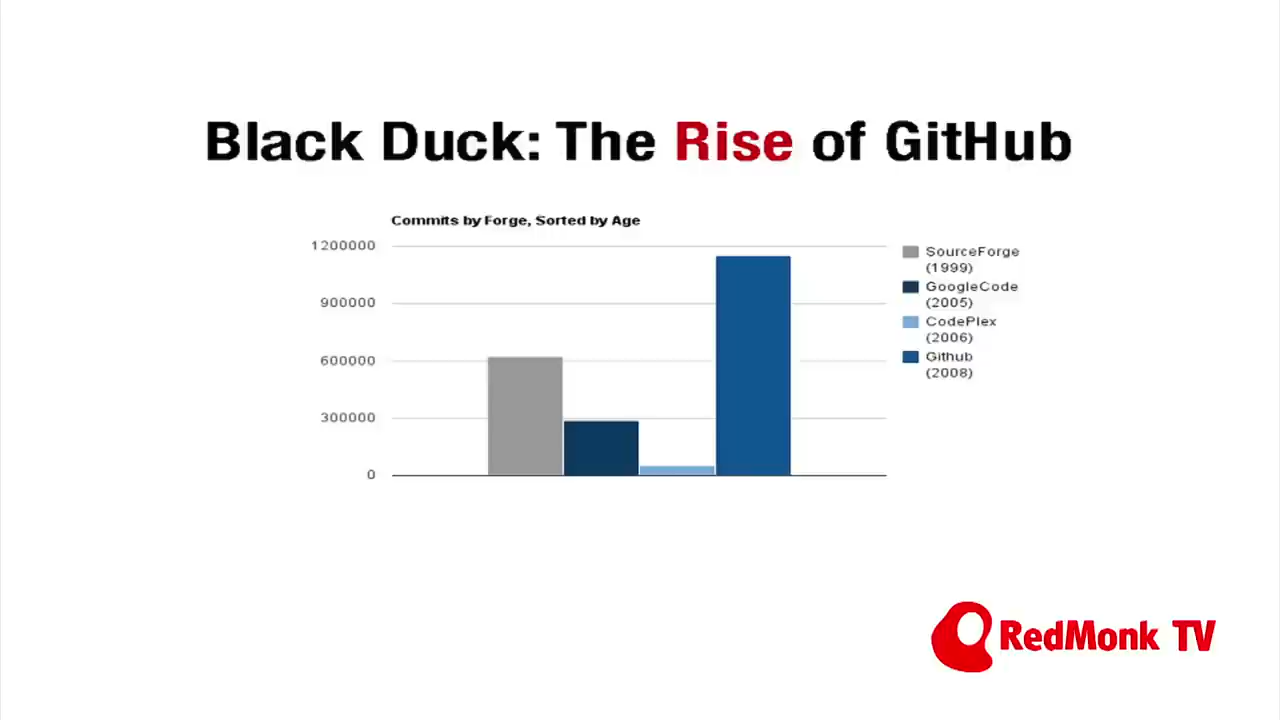 Black Duck: The Rise of GitHub
Commits by Forge, Sorted by Age
1200000
900000
600000
300000
0
SourceForge
(1999)
GoogleCode
(2005)
CodePlex
(2006)
Github
(2008)
RedMonk TV